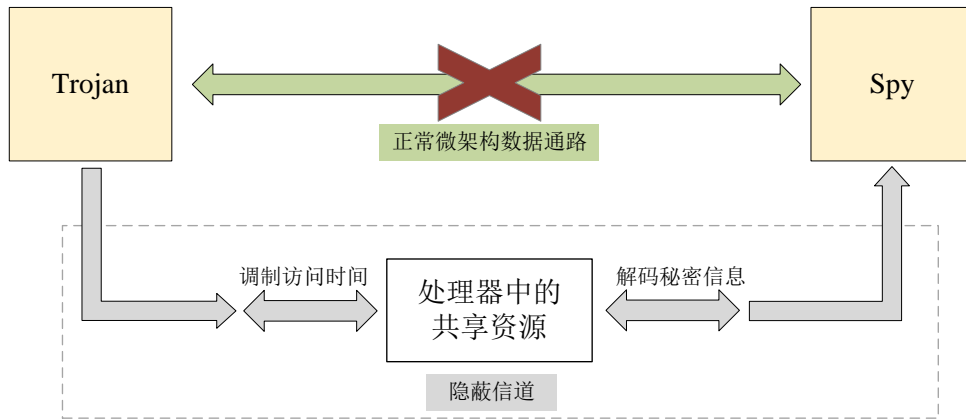 Trojan
Spy
正常微架构数据通路
调制访问时间
处理器中的
共享资源
解码秘密信息
隐蔽信道